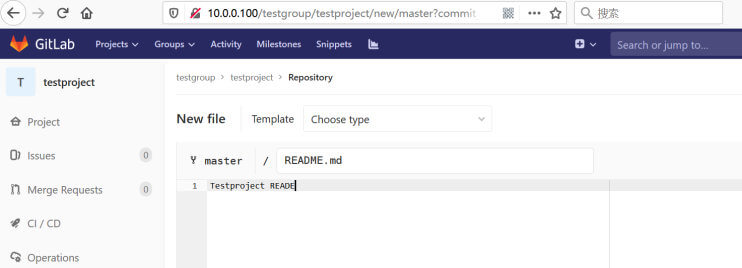 10.0.0.100/testgroup/testproject/new/master?commit
搜索
GitLab Projects Groups Activity Milestones Snippets Search or jump to...
T testproject
testgroup > testproject > Repository
New file Template Choose type
Project
master / README.md
Issues 0
1 Testproject READE
Merge Requests 0
CI / CD
Operations